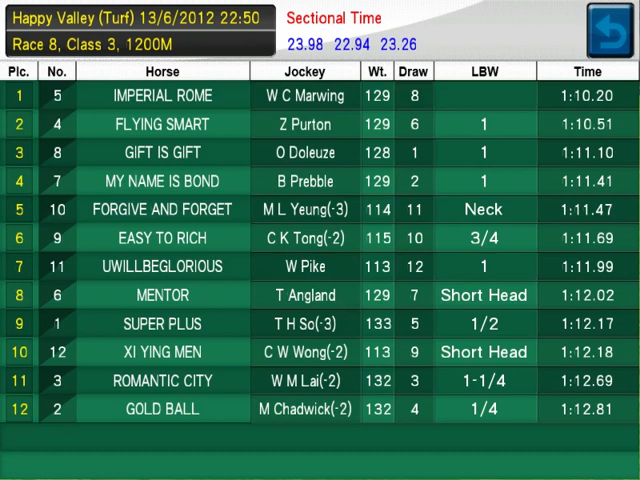 Happy Valley (Turf) 13/6/2012 22:50
Race 8, Class 3, 1200M
Sectional Time
23.98 22.94 23.26
Plc. No. Horse Jockey Wt. Draw LBW Time
1 5 IMPERIAL ROME W C Marwing 129 8 1:10.20
2 4 FLYING SMART Z Purton 129 6 1 1:10.51
3 8 GIFT IS GIFT O Doleuze 128 1 1 1:11.10
4 7 MY NAME IS BOND B Prebble 129 2 1 1:11.41
5 10 FORGIVE AND FORGET M L Yeung(-3) 114 11 Neck 1:11.47
6 9 EASY TO RICH C K Tong(-2) 115 10 3/4 1:11.69
7 11 UWILLBEGLORIOUS W Pike 113 12 1 1:11.99
8 6 MENTOR T Angland 129 7 Short Head 1:12.02
9 1 SUPER PLUS T H So(-3) 133 5 1/2 1:12.17
10 12 XI YING MEN C W Wong(-2) 113 9 Short Head 1:12.18
11 3 ROMANTIC CITY W M Lai(-2) 132 3 1-1/4 1:12.69
12 2 GOLD BALL M Chadwick(-2) 132 4 1/4 1:12.81